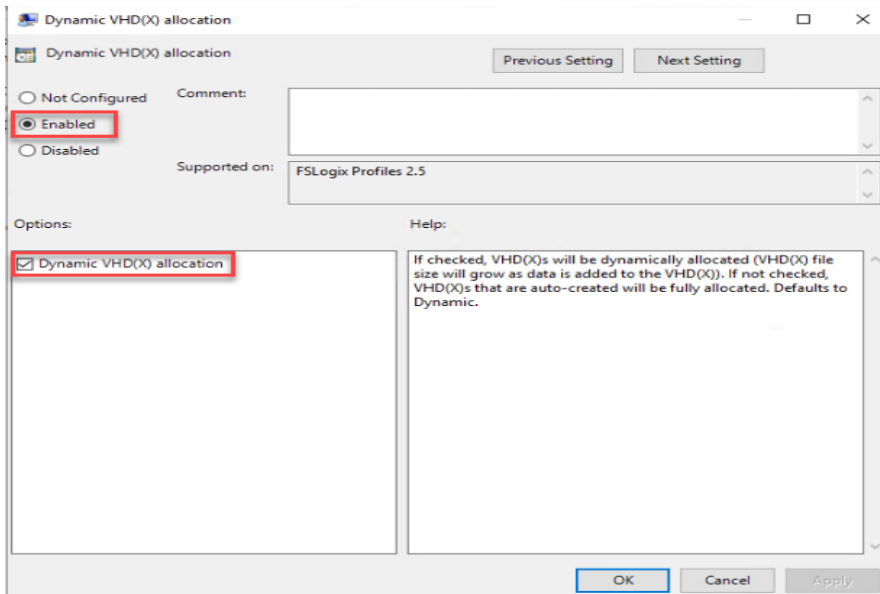 Dynamic VHD(X) allocation
Dynamic VHD(X) allocation
Previous Setting
Next Setting
Not Configured
Enabled
Disabled
Comment:
Supported on:
FSLogix Profiles 2.5
Options:
Help:
Dynamic VHD(X) allocation
If checked, VHD(X)s will be dynamically allocated (VHD(X) file
size will grow as data is added to the VHD(X)). If not checked,
VHD(X)s that are auto-created will be fully allocated. Defaults to
Dynamic.
OK
Cancel
Apply